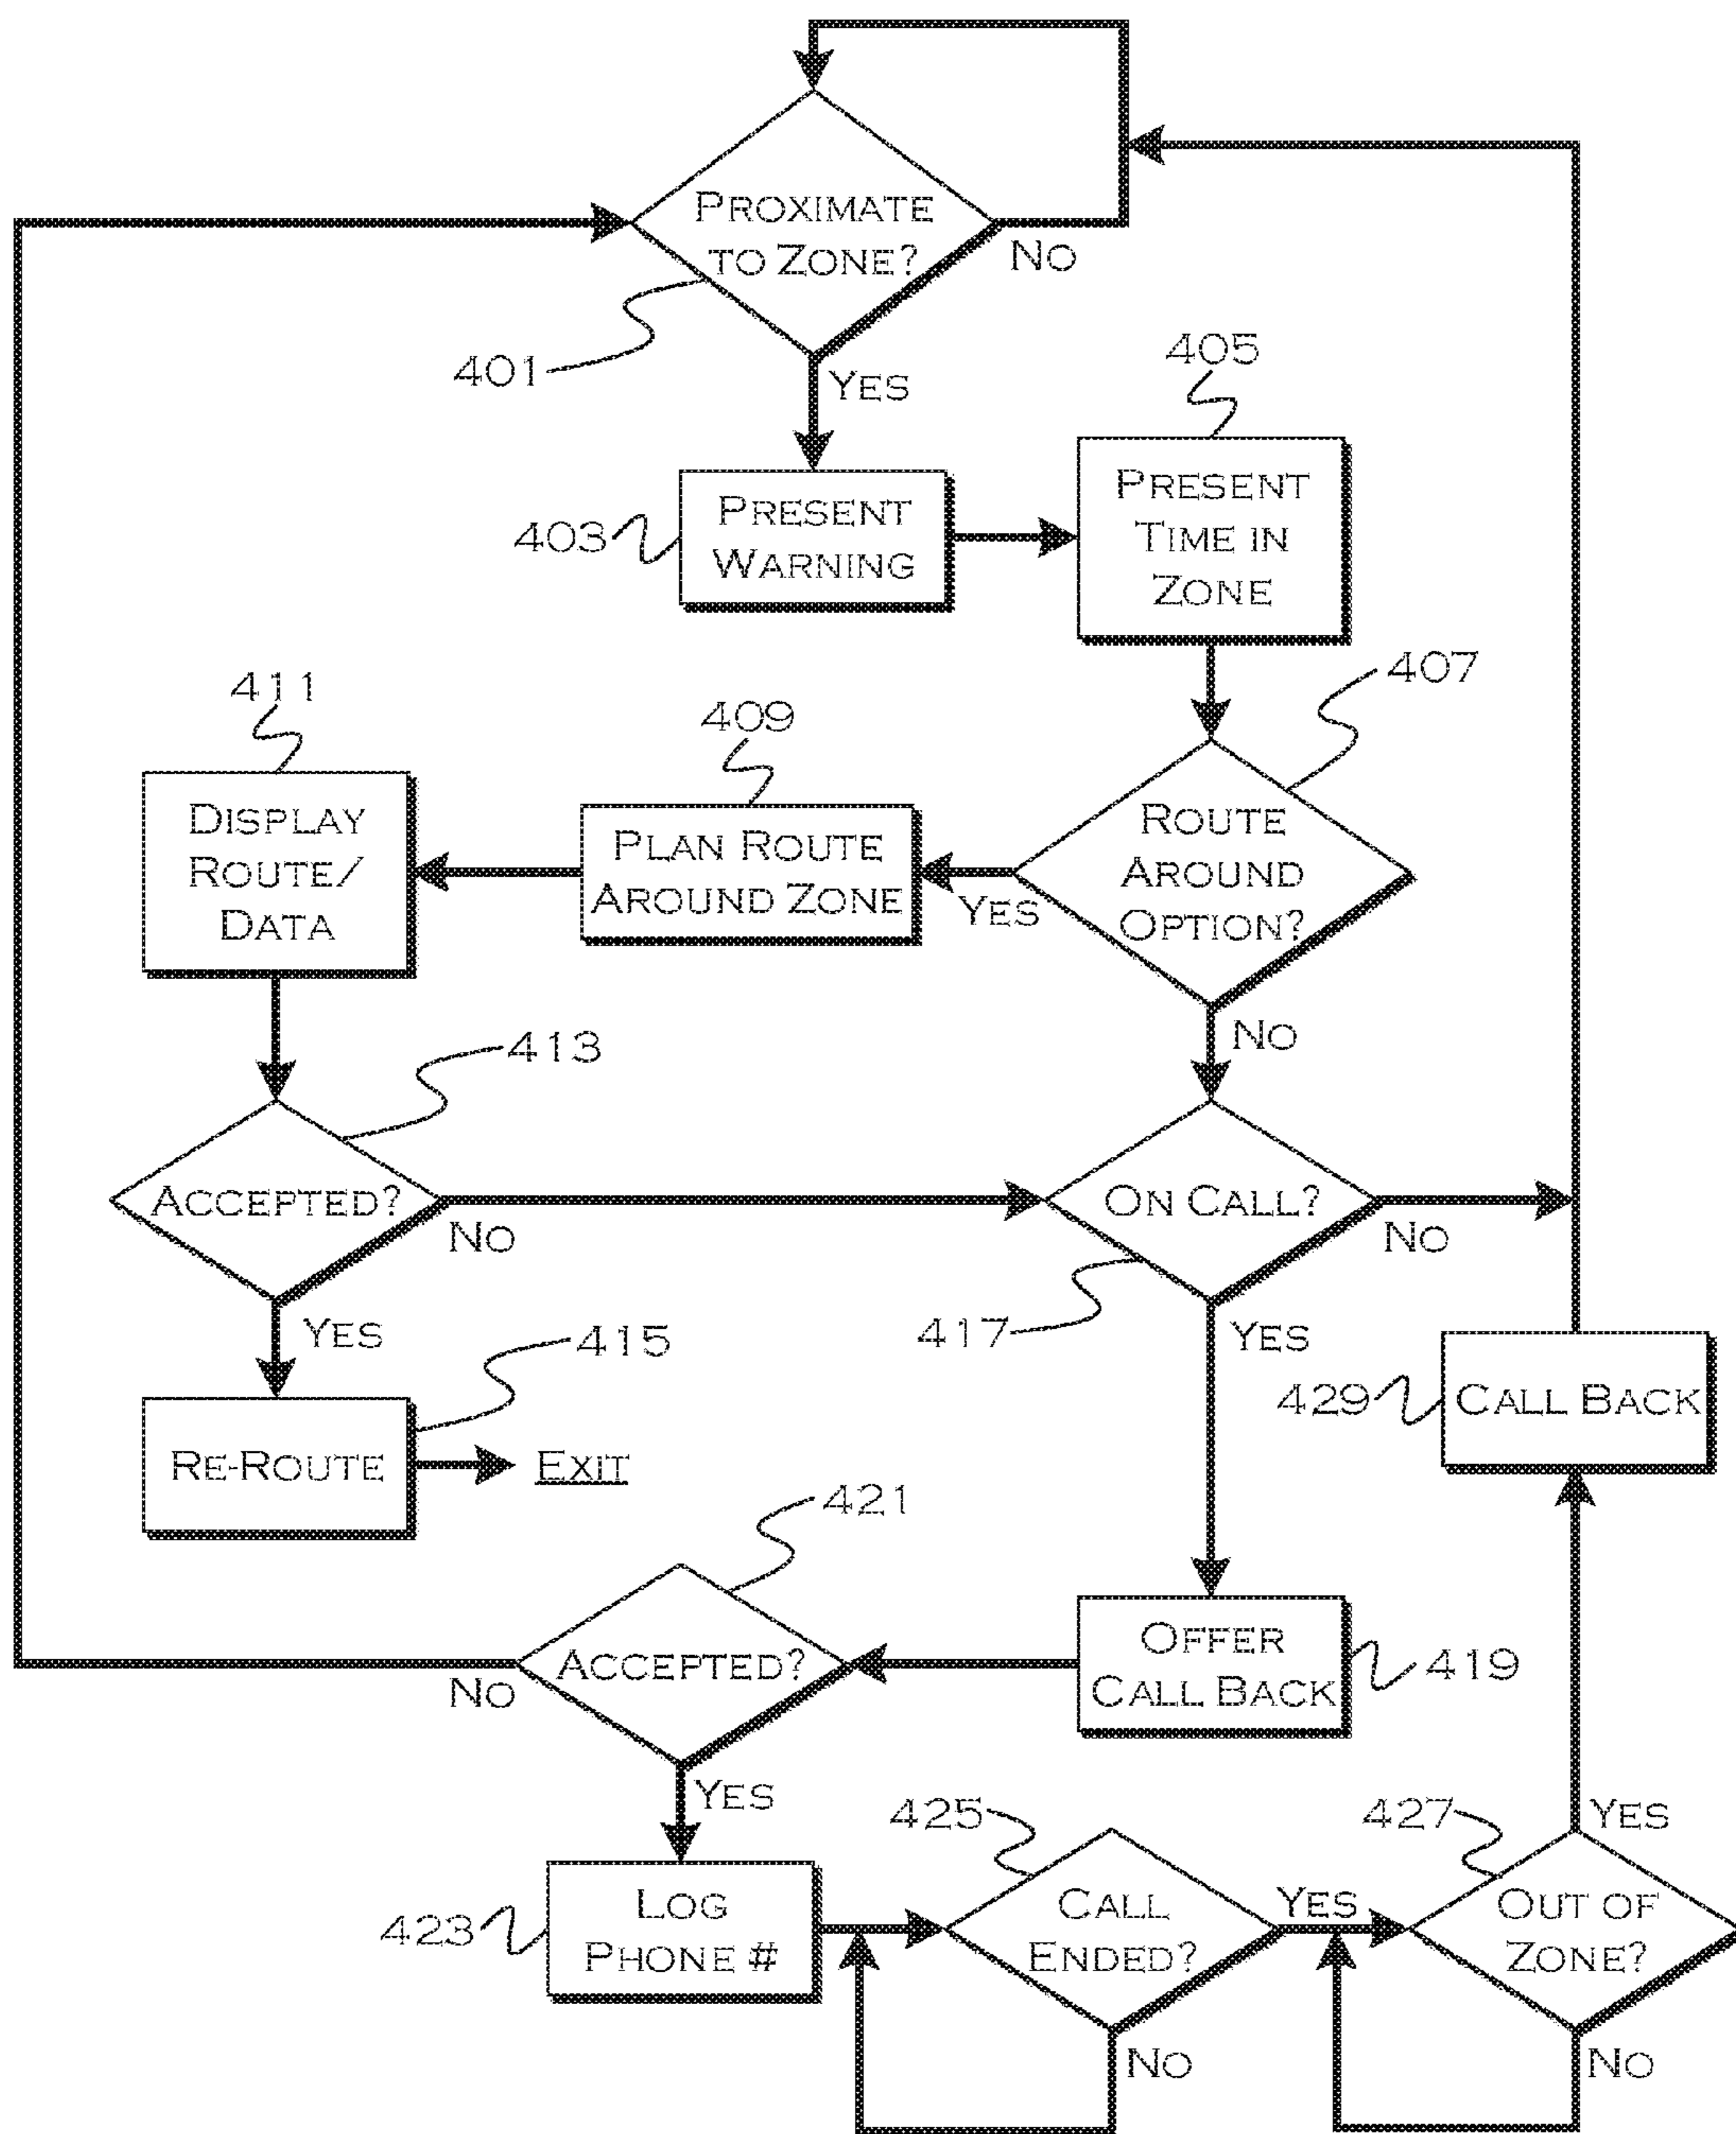 PROXIMATE
TO ZONE?
NO
401
YES
405
PRESENT
WARNING
403
PRESENT
TIME IN
ZONE
407
411
409
DISPLAY
ROUTE/
DATA
PLAN ROUTE
AROUND ZONE
YES
ROUTE
AROUND
OPTION?
NO
413
ACCEPTED?
NO
ON CALL?
NO
YES
415
417
YES
RE-ROUTE
EXIT
429
CALL BACK
421
ACCEPTED?
NO
OFFER
CALL BACK
419
YES
425
427
YES
423
LOG
PHONE #
CALL
ENDED?
YES
OUT OF
ZONE?
NO
NO